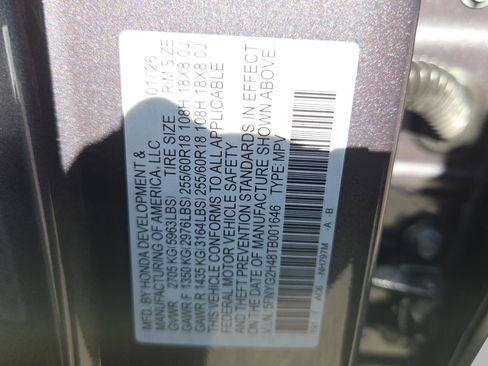 MFD. BY HONDA DEVELOPMENT &
MANUFACTURING OF AMERICA, LLC 01/26
GVWR 2705 KG(5963LBS) TIRE SIZE RIM SIZE
GAWR F 1350 KG(2976LBS) 255/60R18 108H 18X8.0J
GAWR R 1435 KG(3164LBS) 255/60R18 108H 18X8.0J
THIS VEHICLE CONFORMS TO ALL APPLICABLE
FEDERAL MOTOR VEHICLE SAFETY
AND THEFT PREVENTION STANDARDS IN EFFECT
ON THE DATE OF MANUFACTURE SHOWN ABOVE
V.I.N. 5FNYG2H48TB001646 TYPE:MPV
NH797M -A -B